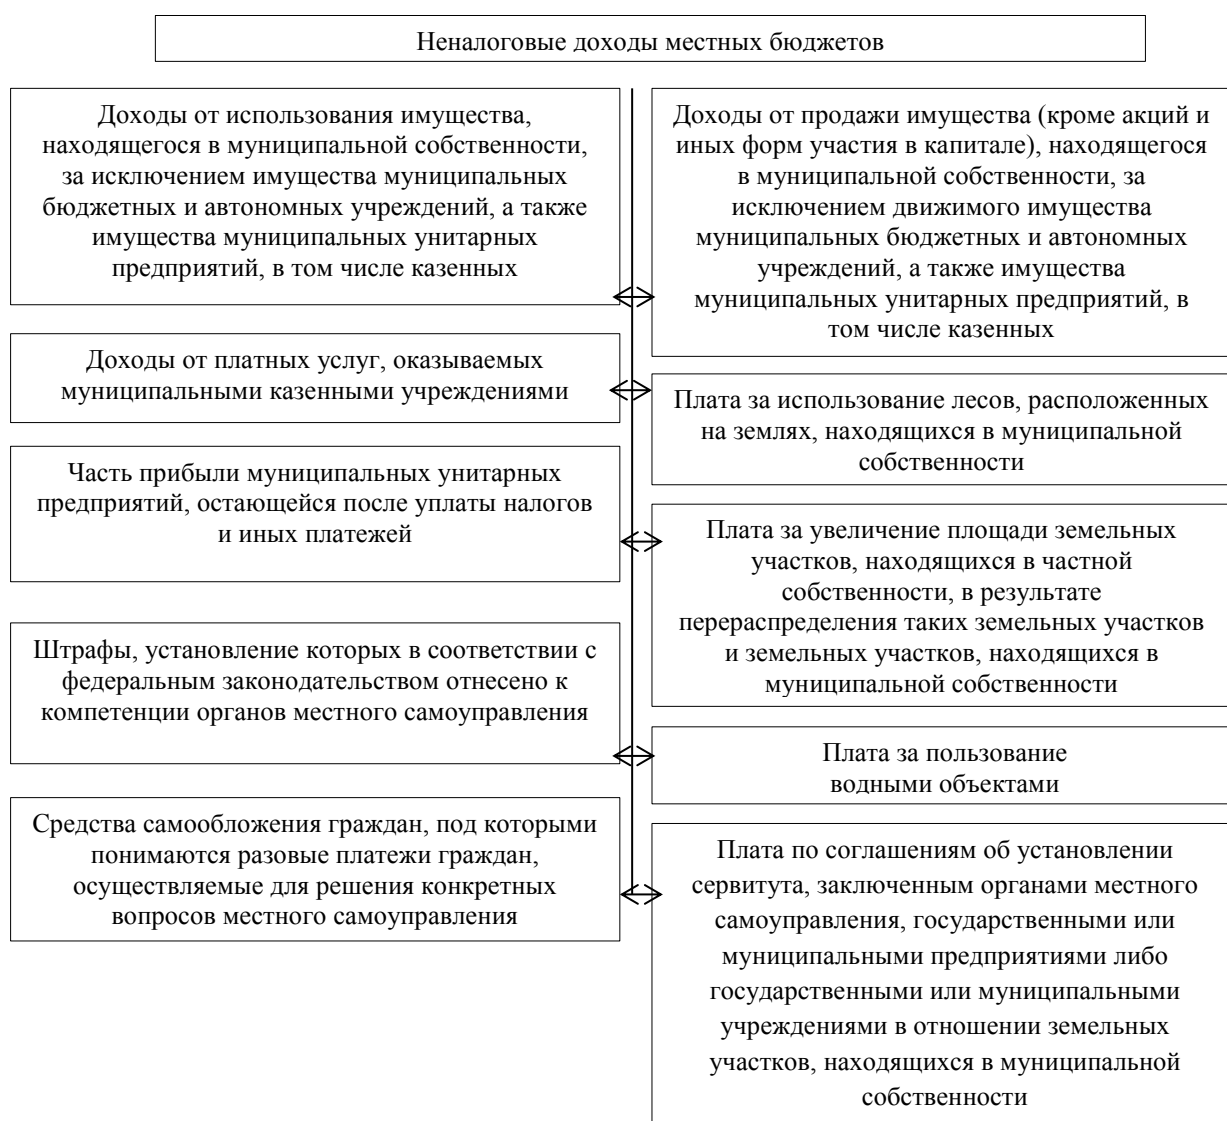 Неналоговые доходы местных бюджетов
Доходы от использования имущества,
находящегося в муниципальной собственности,
за исключением имущества муниципальных
бюджетных и автономных учреждений, а также
имущества муниципальных унитарных
предприятий, в том числе казенных
Доходы от платных услуг, оказываемых
муниципальными казенными учреждениями
Часть прибыли муниципальных унитарных
предприятий, остающейся после уплаты налогов
и иных платежей
Штрафы, установление которых в соответствии с
федеральным законодательством отнесено к
компетенции органов местного самоуправления
Средства самообложения граждан, под которыми
понимаются разовые платежи граждан,
осуществляемые для решения конкретных
вопросов местного самоуправления
Доходы от продажи имущества (кроме акций и
иных форм участия в капитале), находящегося
в муниципальной собственности, за
исключением движимого имущества
муниципальных бюджетных и автономных
учреждений, а также имущества
муниципальных унитарных предприятий, в
том числе казенных
Плата за использование лесов, расположенных
на землях, находящихся в муниципальной
собственности
Плата за увеличение площади земельных
участков, находящихся в частной
собственности, в результате
перераспределения таких земельных участков
и земельных участков, находящихся в
муниципальной собственности
Плата за пользование
водными объектами
Плата по соглашениям об установлении
сервитута, заключенным органами местного
самоуправления, государственными или
муниципальными предприятиями либо
государственными или муниципальными
учреждениями в отношении земельных
участков, находящихся в муниципальной
собственности